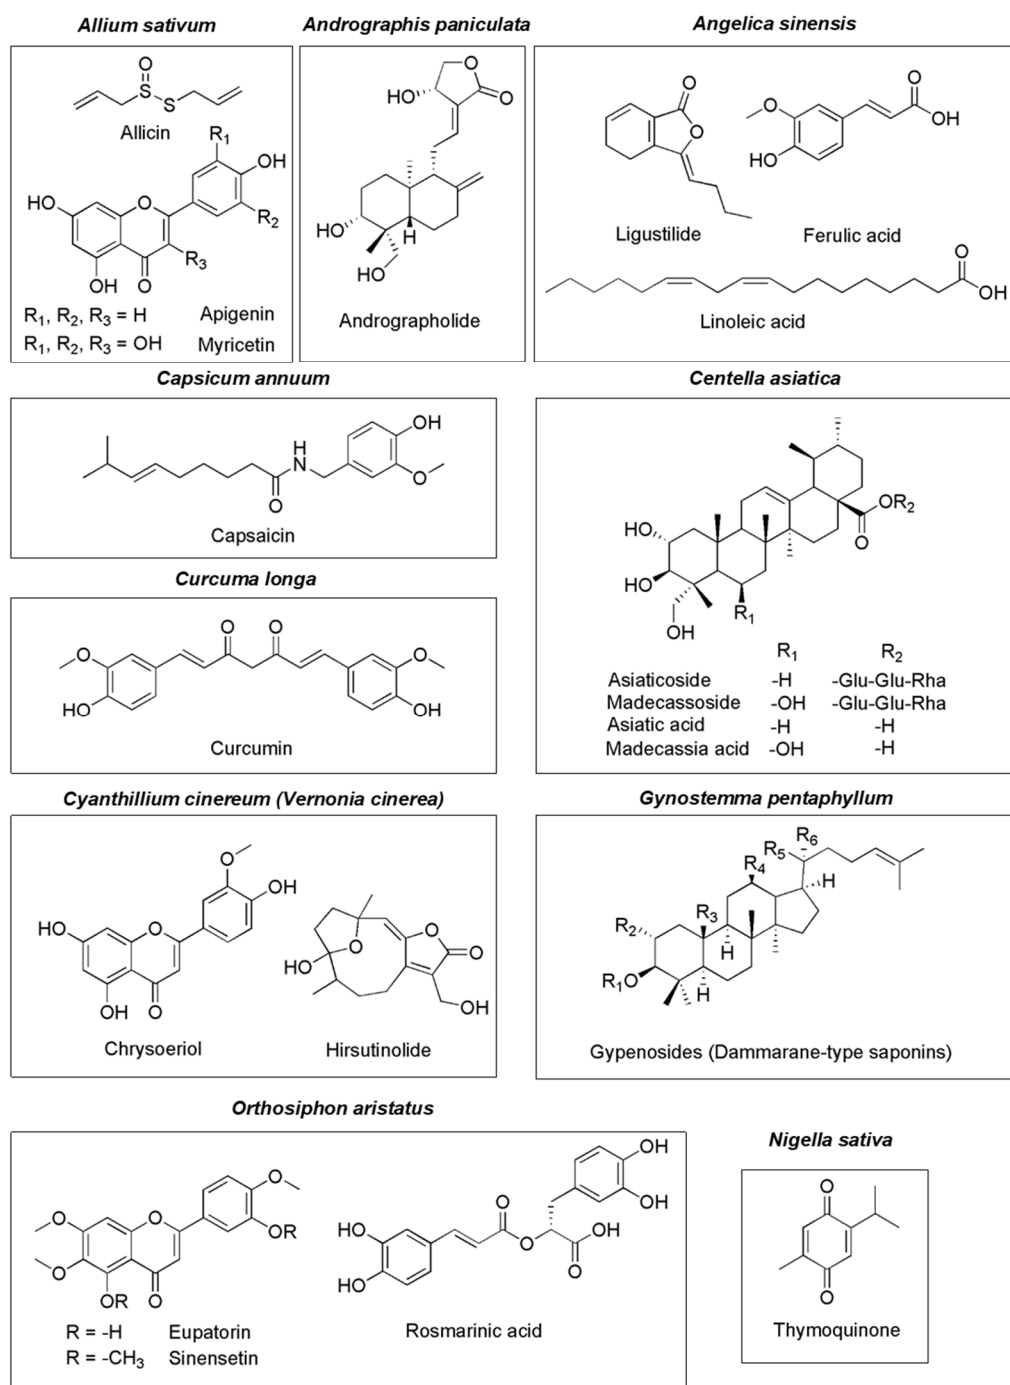 Allium sativum
Andrographis paniculata
Angelica sinensis
O
S
S
Allicin
R1
OH
HO
O
R2
R3
OH
O
R1, R2, R3 = H Apigenin
R1, R2, R3 = OH Myricetin
O
HO
O
HO
H
HO
Andrographolide
O
O
Ligustilide
O
O
OH
HO
Ferulic acid
O
OH
Linoleic acid
Capsicum annuum
OH
H
N
O
O
Capsaicin
Centella asiatica
OR2
O
HO
HO
R1
OH
R1 R2
Asiaticoside -H -Glu-Glu-Rha
Madecassoside -OH -Glu-Glu-Rha
Asiatic acid -H -H
Madecassia acid -OH -H
Curcuma longa
O O
O O
HO OH
Curcumin
Cyanthillium cinereum (Vernonia cinerea)
O
OH
HO
O
OH O
Chrysoeriol
O
O
O
HO
OH
Hirsutinolide
Gynostemma pentaphyllum
R6
R5
R4
H
R3
R2
H
R1O
H
Gypenosides (Dammarane-type saponins)
Orthosiphon aristatus
O
O
O
OR
O
OR O
R = -H Eupatorin
R = -CH3 Sinensetin
OH
OH
O
HO
O
OH
O
HO
Rosmarinic acid
Nigella sativa
O
O
Thymoquinone